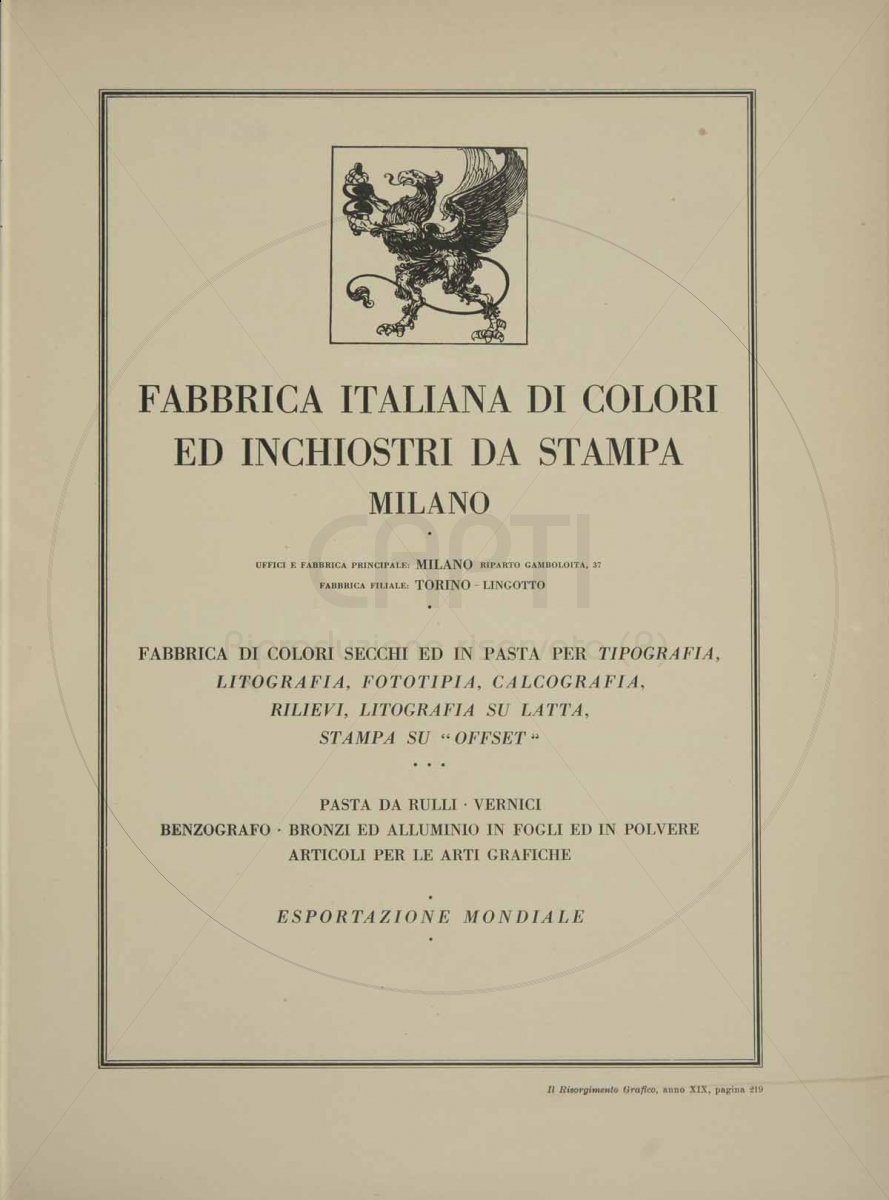 FABBRICA ITALIANA DI COLORI
ED INCHIOSTRI DA STAMPA
MILANO
UFFICI E FABBRICA PRINCIPALE: MILANO RIPARTO GAMBOLOITA, 37
FABBRICA FILIALE: TORINO - LINGOTTO
CAPTI
Riproduzione riservata (R)
FABBRICA DI COLORI SECCHI ED IN PASTA PER TIPOGRAFIA,
LITOGRAFIA, FOTOTIPIA, CALCOGRAFIA,
RILIEVI, LITOGRAFIA SU LATTA,
STAMPA SU “ OFFSET “
• • •
PASTA DA RULLI · VERNICI
BENZOGRAFO · BRONZI ED ALLUMINIO IN FOGLI ED IN POLVERE
ARTICOLI PER LE ARTI GRAFICHE
ESPORTAZIONE MONDIALE
Il Risorgimento Grafico, anno XIX, pagina 219